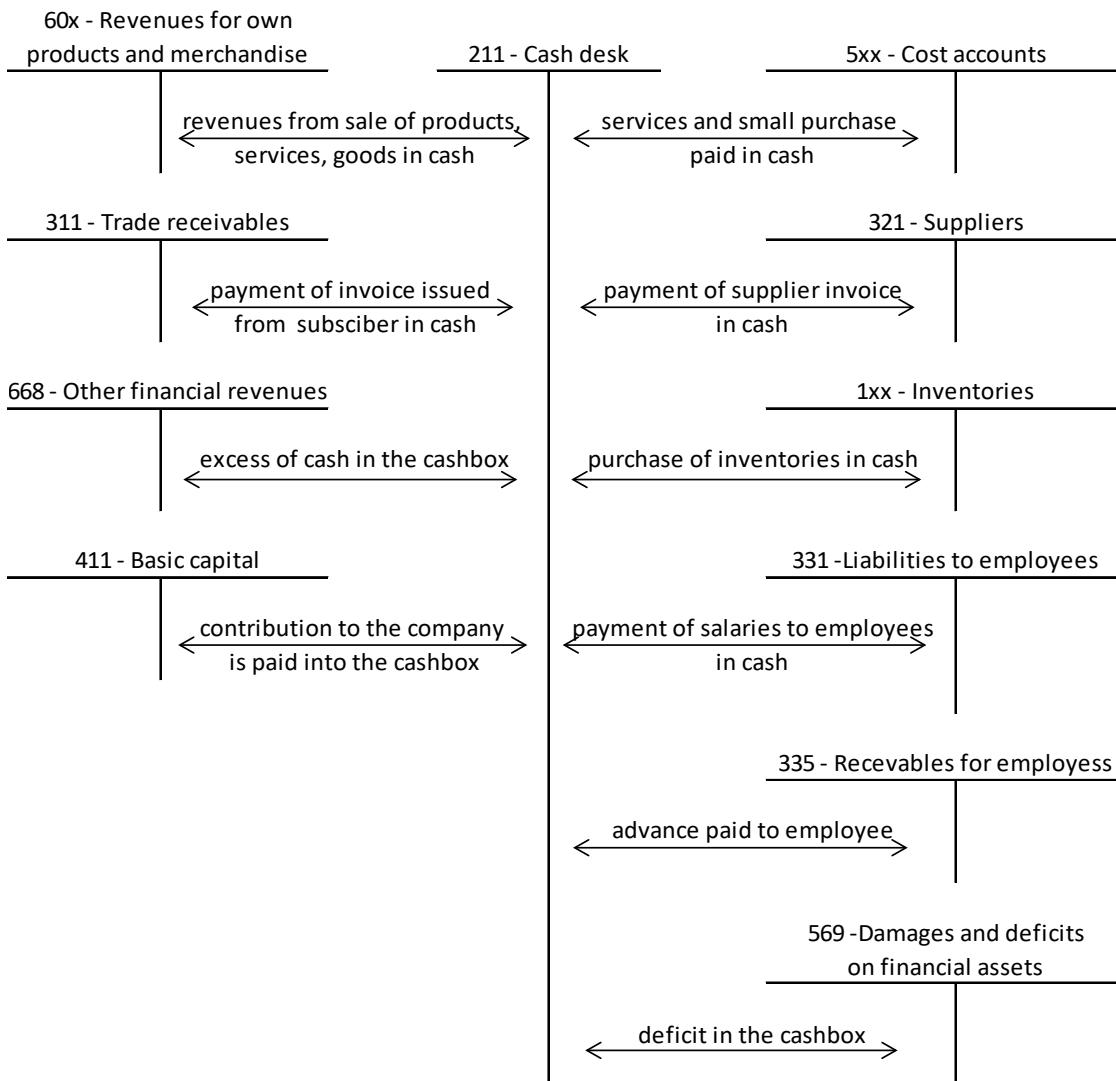 60x - Revenues for own
products and merchandise
211 - Cash desk
5xx - Cost accounts
revenues from sale of products,
services, goods in cash
services and small purchase
paid in cash
311 - Trade receivables
321 - Suppliers
payment of invoice issued
from subsciber in cash
payment of supplier invoice
in cash
668 - Other financial revenues
1xx - Inventories
excess of cash in the cashbox
purchase of inventories in cash
411 - Basic capital
331 -Liabilities to employees
contribution to the company
is paid into the cashbox
payment of salaries to employees
in cash
335 - Recevables for employess
advance paid to employee
569 -Damages and deficits
on financial assets
deficit in the cashbox